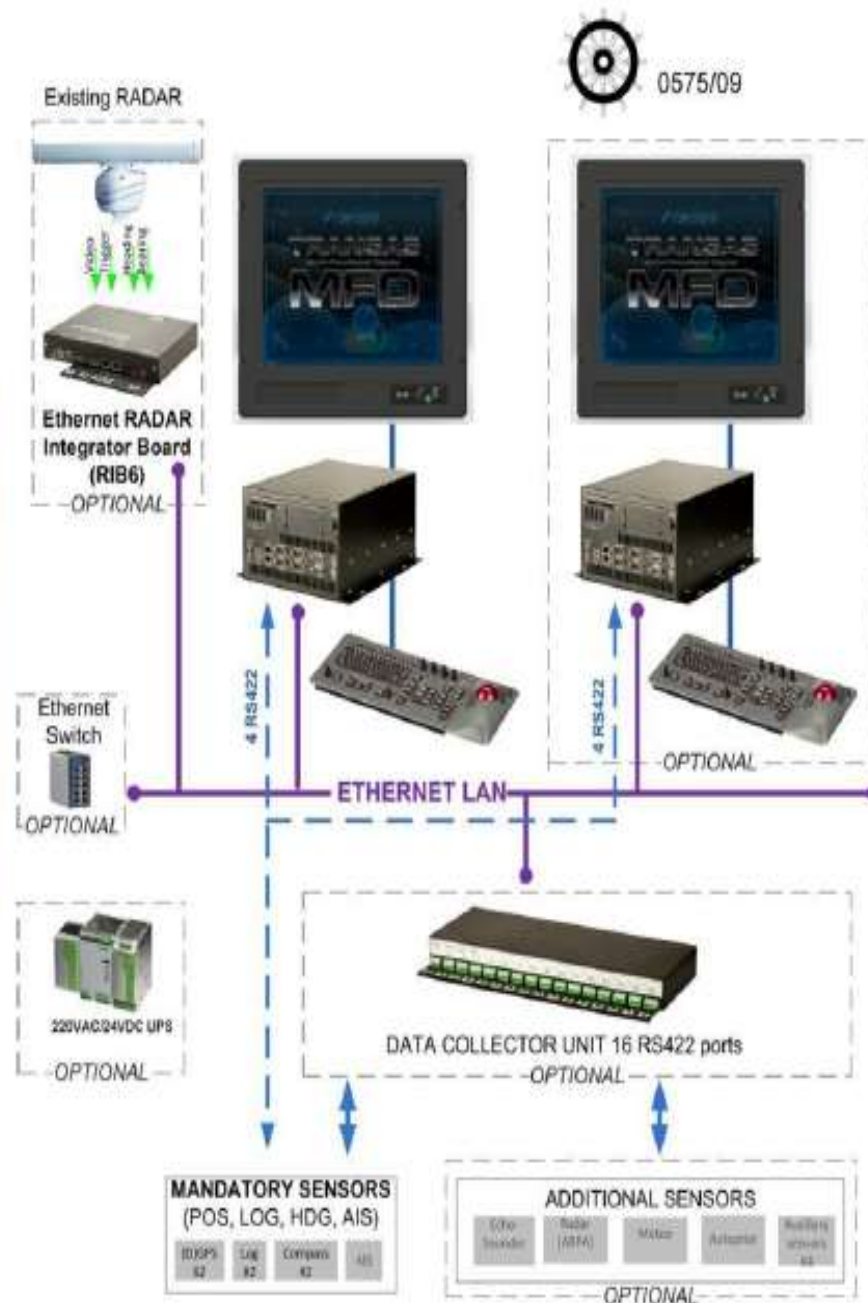 0575/09
Existing RADAR
Video
Trigger
Heading
Bearing
TRANSAS
MFD
TRANSAS
MFD
Ethernet RADAR
Integrator Board
(RIB6)
OPTIONAL
4 RS422
4 RS422
Ethernet
Switch
OPTIONAL
OPTIONAL
ETHERNET LAN
220VAC/24VDC UPS
OPTIONAL
DATA COLLECTOR UNIT 16 RS422 ports
OPTIONAL
MANDATORY SENSORS
(POS, LOG, HDG, AIS)
(D)GPS
X2
Log
X2
Compass
X2
AIS
ADDITIONAL SENSORS
Echo
Sounder
Radar
(ARPA)
Autopilot
Auxiliary
sensors
OPTIONAL